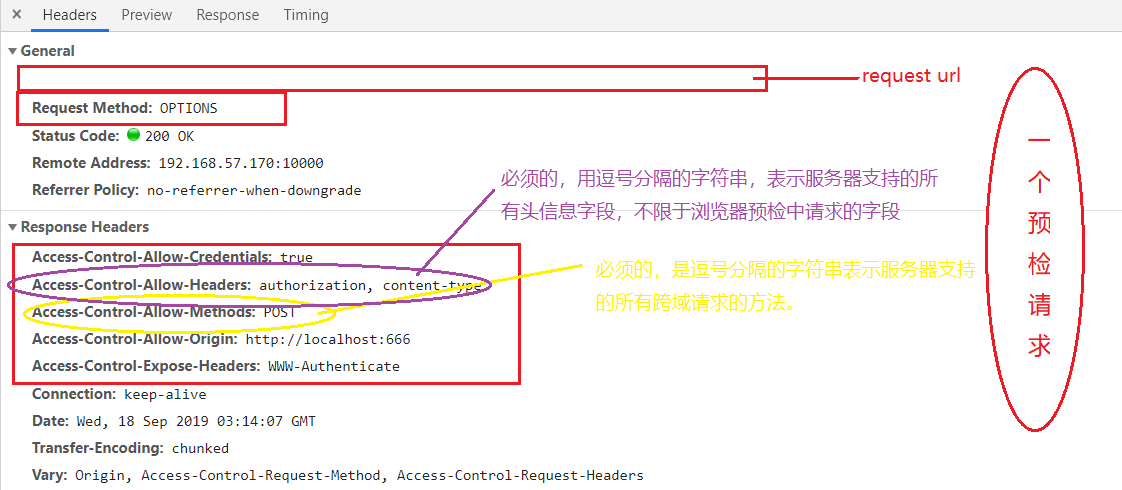 × Headers Preview Response Timing
▼ General
request url
Request Method: OPTIONS
Status Code: 200 OK
Remote Address: 192.168.57.170:10000
Referrer Policy: no-referrer-when-downgrade
必须的，用逗号分隔的字符串，表示服务器支持的所
有头信息字段，不限于浏览器预检中请求的字段
▼ Response Headers
Access-Control-Allow-Credentials: true
Access-Control-Allow-Headers: authorization, content-type
Access-Control-Allow-Methods: POST
Access-Control-Allow-Origin: http://localhost:666
Access-Control-Expose-Headers: WWW-Authenticate
必须的，是逗号分隔的字符串表示服务器支持
的所有跨域请求的方法。
Connection: keep-alive
Date: Wed, 18 Sep 2019 03:14:07 GMT
Transfer-Encoding: chunked
Vary: Origin, Access-Control-Request-Method, Access-Control-Request-Headers
一个预检请求